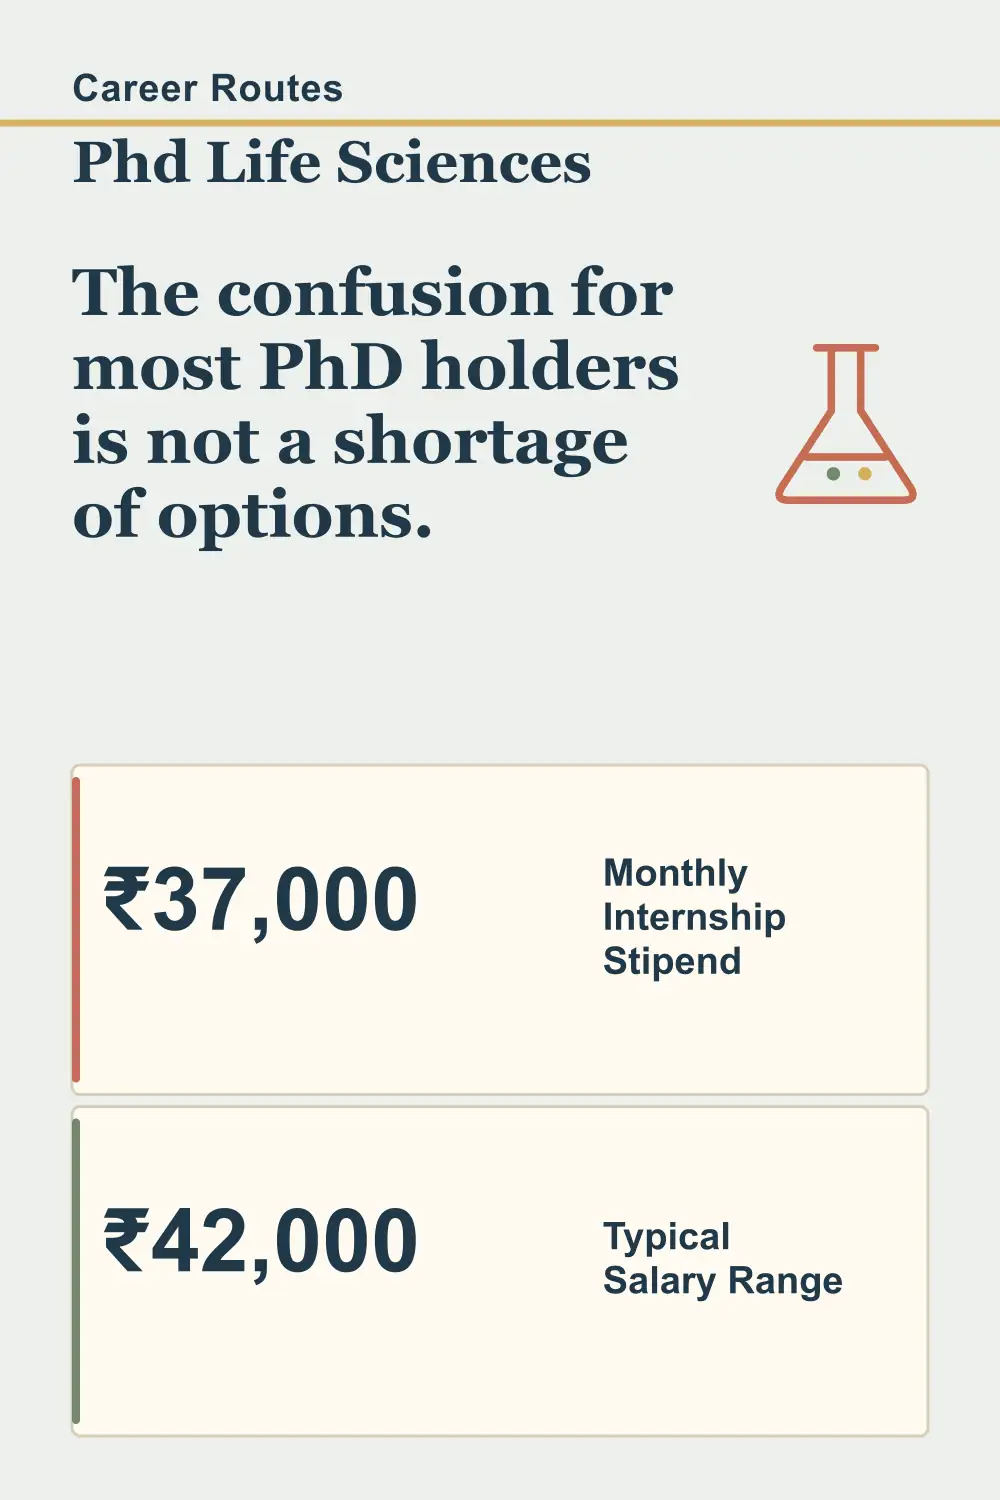 Career Routes
Phd Life Sciences
The confusion for
most PhD holders
is not a shortage
of options.
₹37,000
Monthly
Internship
Stipend
₹42,000
Typical
Salary Range